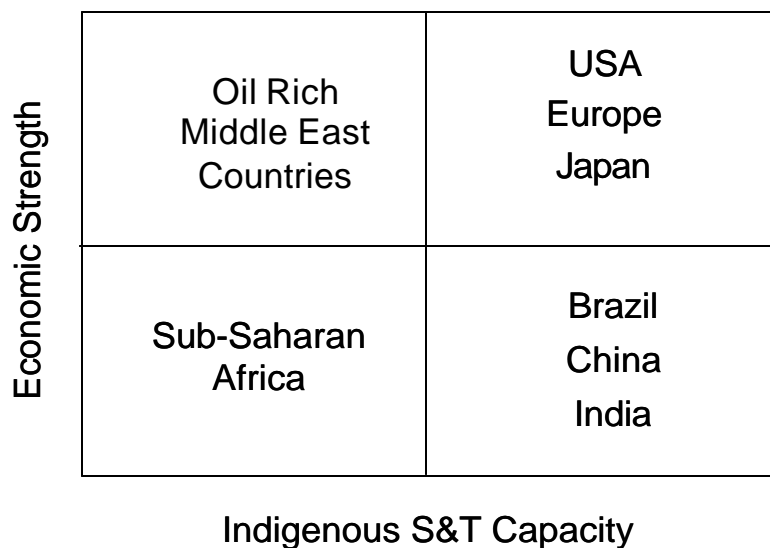 Economic Strength
Oil Rich
Middle East
Countries
USA
Europe
Japan
Sub-Saharan
Africa
Brazil
China
India
Indigenous S&T Capacity